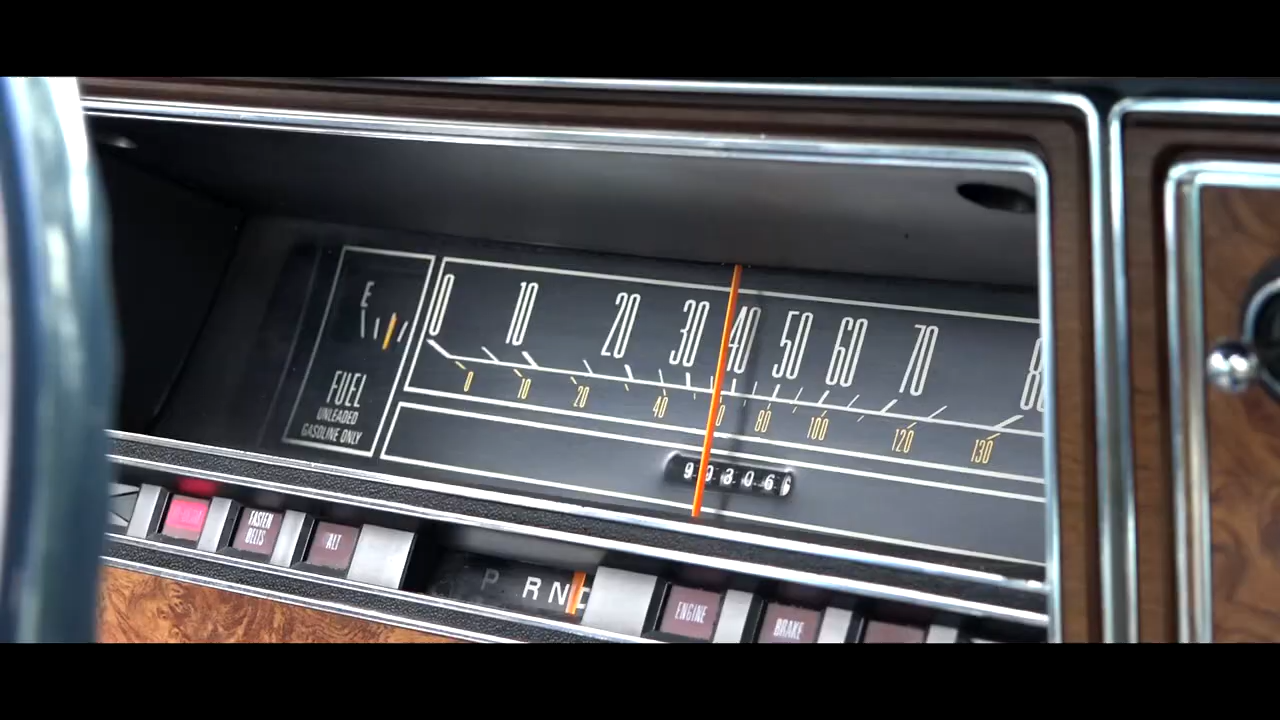 E
FUEL
UNLEADED
GASOLINE ONLY
0 10 20 30 40 50 60 70
0 10 20 40 80 100 120 130
FASTEN
BELTS
ALT
P R N
ENGINE
BRAKE